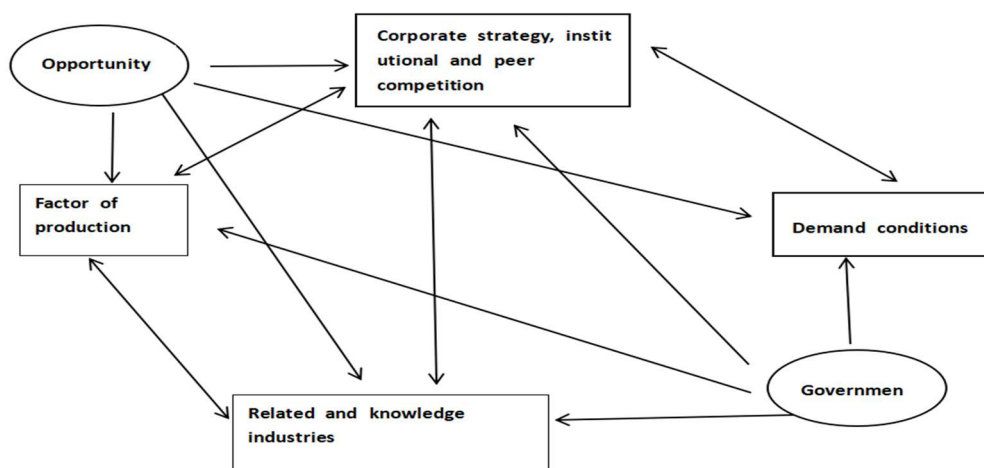 Opportunity
Corporate strategy, instit
utional and peer
competition
Factor of
production
Demand conditions
Related and knowledge
industries
Governmen